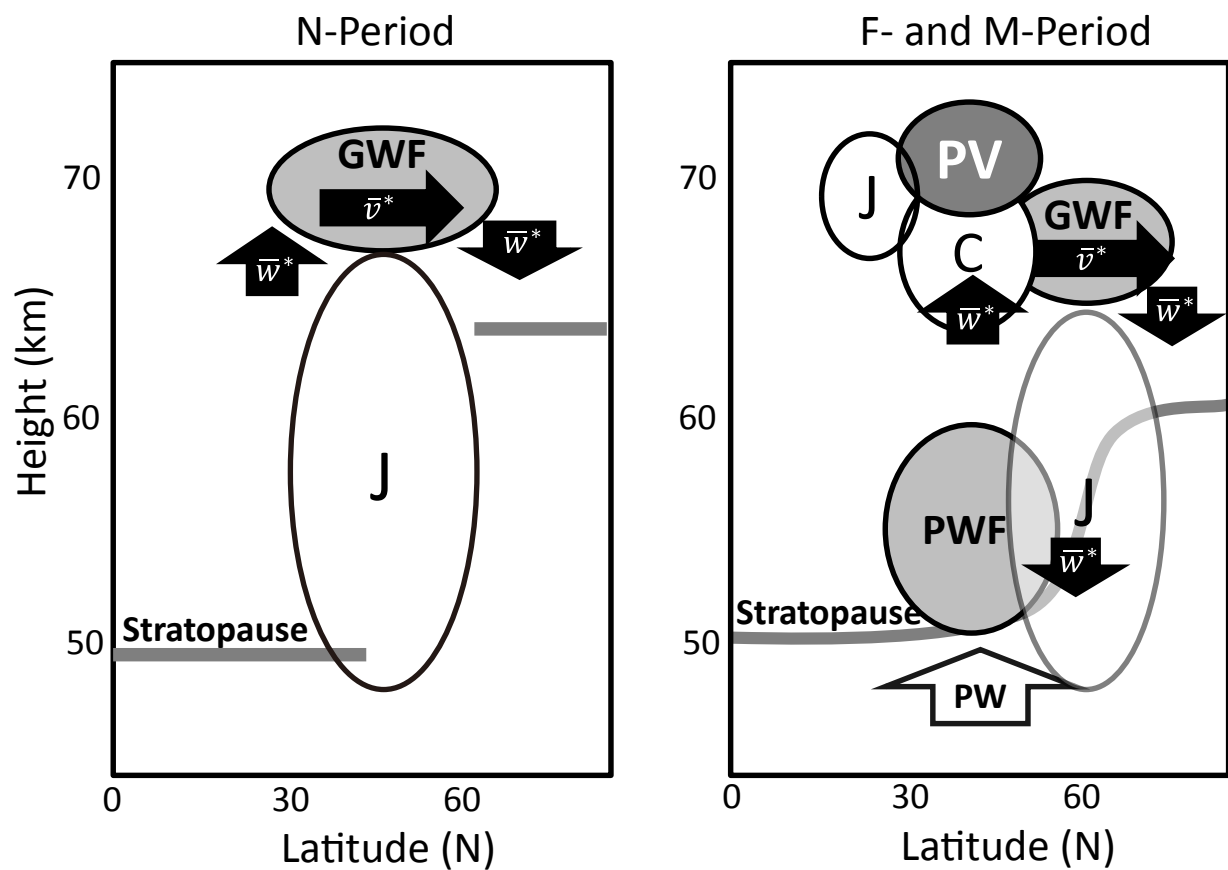 N-Period
F- and M-Period
Height (km)
70
60
50
GWF
v̅*
w̅*
w̅*
J
Stratopause
0
30
60
Latitude (N)
70
60
50
J
PV
C
GWF
v̅*
w̅*
w̅*
PWF
J
w̅*
Stratopause
PW
0
30
60
Latitude (N)